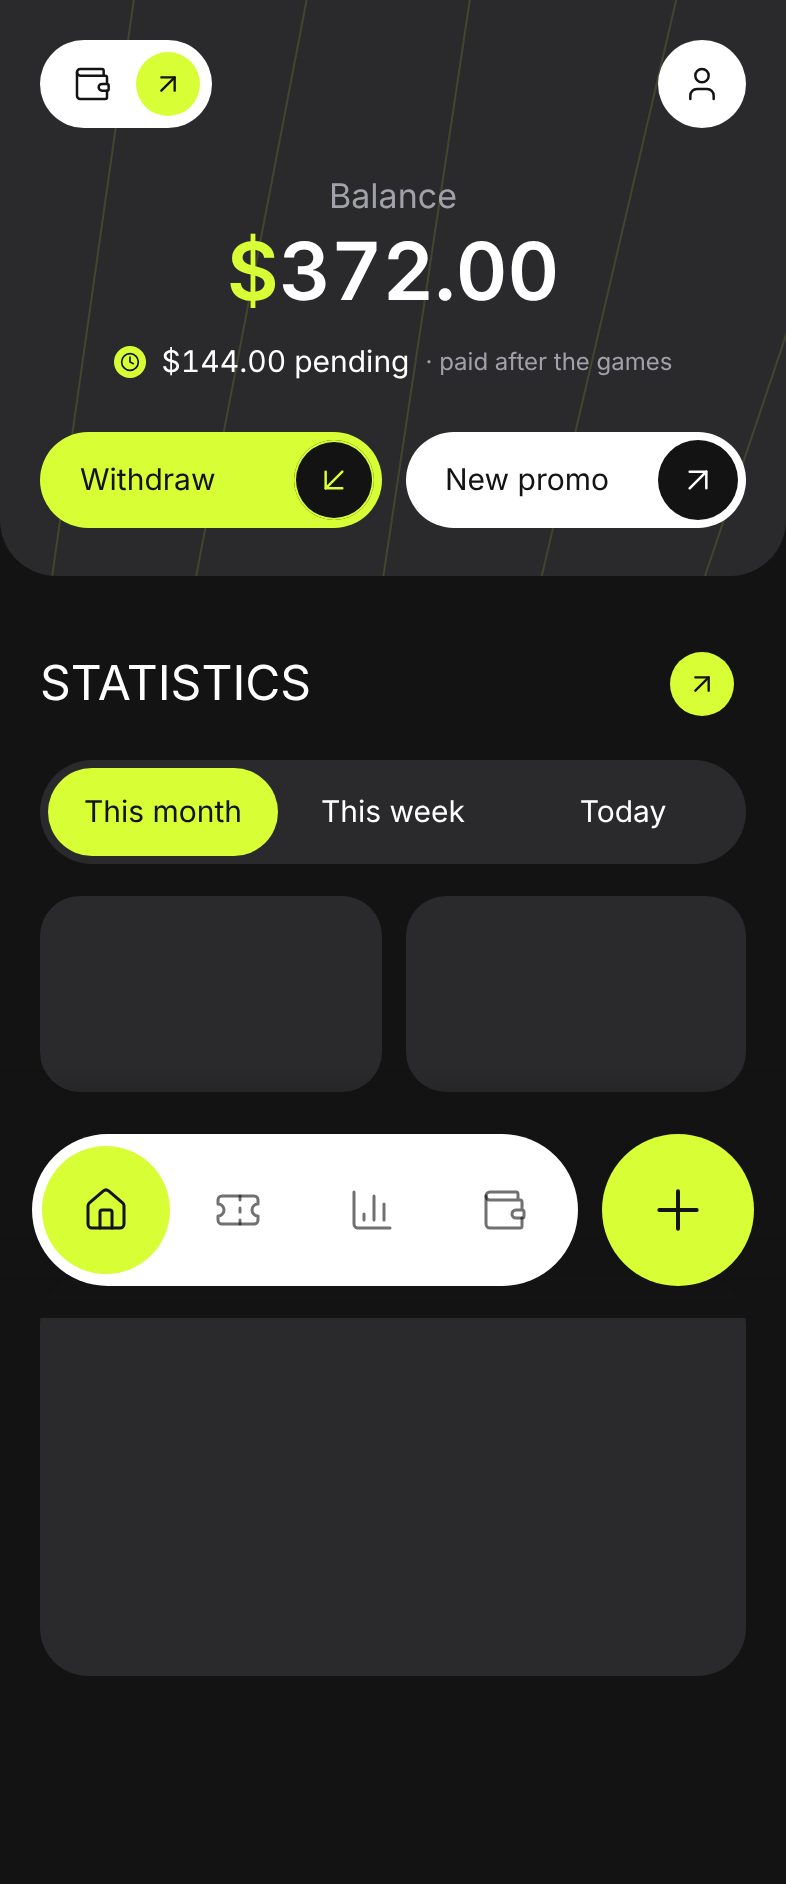 Balance
$372.00
$144.00 pending · paid after the games
Withdraw
New promo
STATISTICS
This month
This week
Today